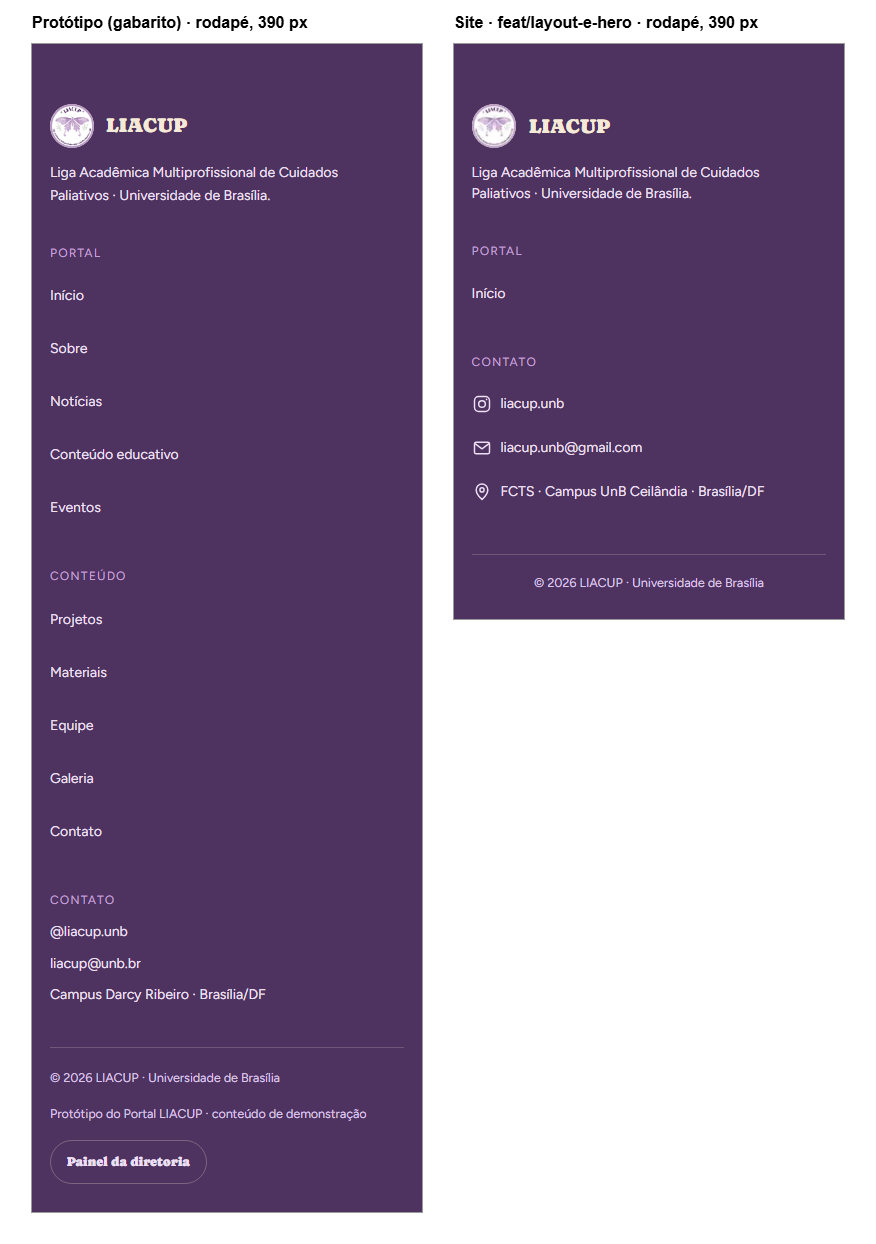 Protótipo (gabarito) · rodapé, 390 px
LIACUP
LIACUP
Liga Acadêmica Multiprofissional de Cuidados
Paliativos · Universidade de Brasília.
PORTAL
Início
Sobre
Notícias
Conteúdo educativo
Eventos
CONTEÚDO
Projetos
Materiais
Equipe
Galeria
Contato
CONTATO
@liacup.unb
liacup@unb.br
Campus Darcy Ribeiro · Brasília/DF
© 2026 LIACUP · Universidade de Brasília
Protótipo do Portal LIACUP · conteúdo de demonstração
Painel da diretoria
Site · feat/layout-e-hero · rodapé, 390 px
LIACUP
LIACUP
Liga Acadêmica Multiprofissional de Cuidados
Paliativos · Universidade de Brasília.
PORTAL
Início
CONTATO
liacup.unb
liacup.unb@gmail.com
FCTS · Campus UnB Ceilândia · Brasília/DF
© 2026 LIACUP · Universidade de Brasília